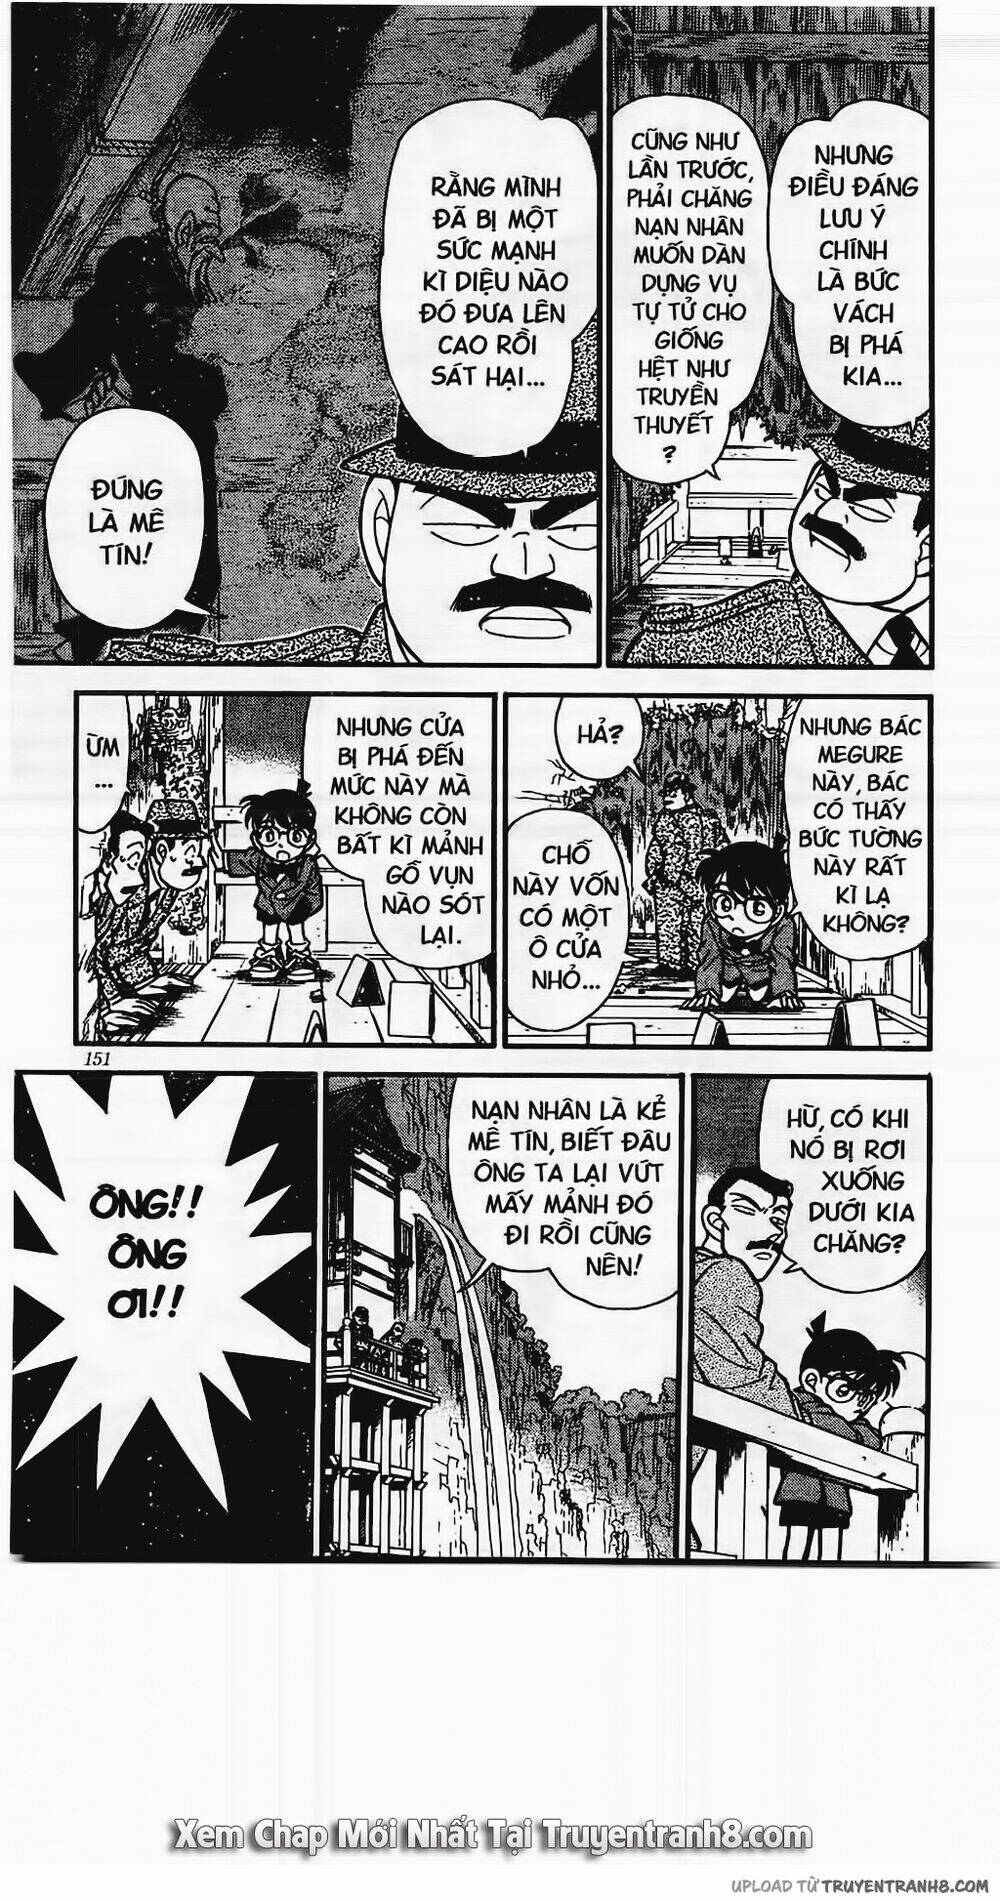 NHƯNG
ĐIỀU ĐÁNG
LƯU Ý
CHÍNH
LÀ BỨC
VÁCH
BỊ PHÁ
KIA...
CŨNG NHƯ
LẦN TRƯỚC,
PHẢI CHĂNG
NẠN NHÂN
MUỐN DÀN
DỰNG VỤ
TỰ TỬ CHO
GIỐNG
HỆT NHƯ
TRUYỀN
THUYẾT
?
RẰNG MÌNH
ĐÃ BỊ MỘT
SỨC MẠNH
KÌ DIỆU NÀO
ĐÓ ĐƯA LÊN
CAO RỒI
SÁT HẠI...
ĐÚNG
LÀ MÊ
TÍN!
NHƯNG BÁC
MEGURE
NÀY, BÁC
CÓ THẤY
BỨC TƯỜNG
NÀY RẤT
KÌ LẠ
KHÔNG?
HẢ?
CHỖ
NÀY VỐN
CÓ MỘT
Ô CỬA
NHỎ...
NHƯNG CỬA
BỊ PHÁ ĐẾN
MỨC NÀY MÀ
KHÔNG CÒN
BẤT KÌ MẢNH
GỖ VỤN
NÀO SÓT
LẠI.
ỪM
...
151
HỪ, CÓ KHI
NÓ BỊ RƠI
XUỐNG
DƯỚI KIA
CHĂNG?
NẠN NHÂN LÀ KẺ
MÊ TÍN, BIẾT ĐÂU
ÔNG TA LẠI VỨT
MẤY MẢNH ĐÓ
ĐI RỒI CŨNG
NÊN!
ÔNG!!
ÔNG
ƠI!!
Xem Chap Mới Nhất Tại Truyentranh8.com
UPLOAD TỪ TRUYENTRANH8.COM